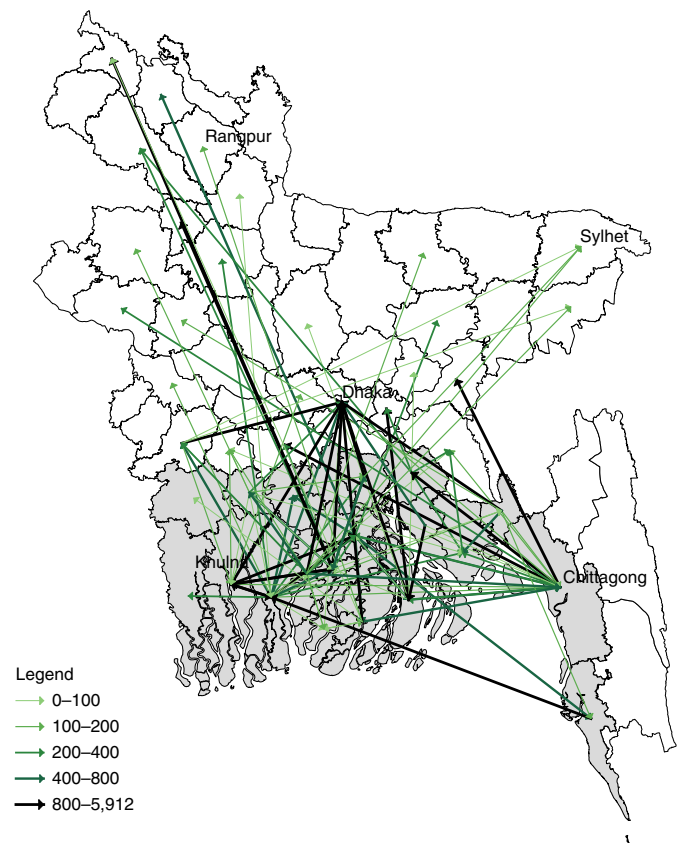 Rangpur
Sylhet
Dhaka
Khulna
Chittagong
Legend
0–100
100–200
200–400
400–800
800–5,912